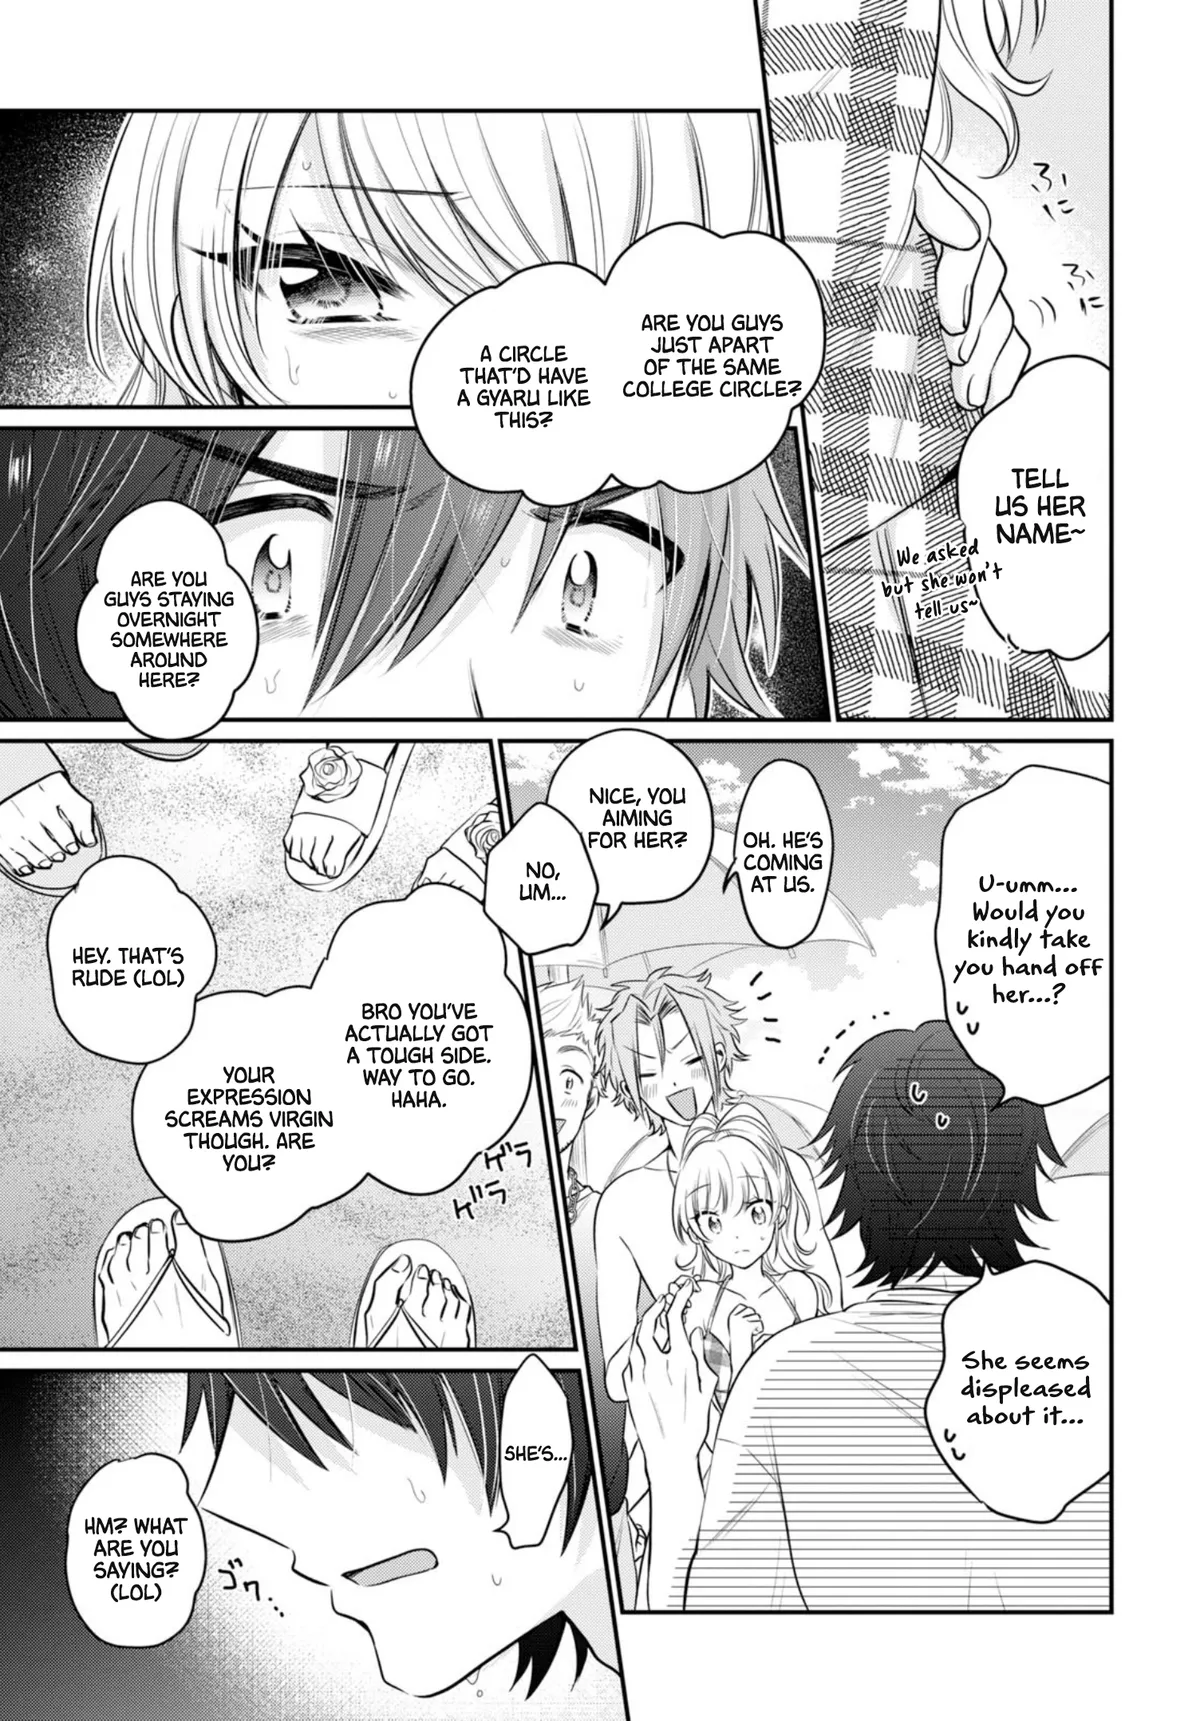 ふに
ふに
TELL
US HER
NAME~
We asked
but she won't
tell us~
ARE YOU GUYS
JUST APART
OF THE SAME
COLLEGE CIRCLE?
A CIRCLE
THAT'D HAVE
A GYARU LIKE
THIS?
ARE YOU
GUYS STAYING
OVERNIGHT
SOMEWHERE
AROUND
HERE?
U-umm...
Would you
kindly take
you hand off
her...?
OH. HE'S
COMING
AT US.
NICE, YOU
AIMING
FOR HER?
NO,
UM...
She seems
displeased
about it...
BRO YOU'VE
ACTUALLY GOT
A TOUGH SIDE.
WAY TO GO.
HAHA.
HEY. THAT'S
RUDE (LOL)
YOUR
EXPRESSION
SCREAMS VIRGIN
THOUGH. ARE
YOU?
ゲラ
ゲラ
SHE'S...
HM? WHAT
ARE YOU
SAYING?
(LOL)
ゴク...